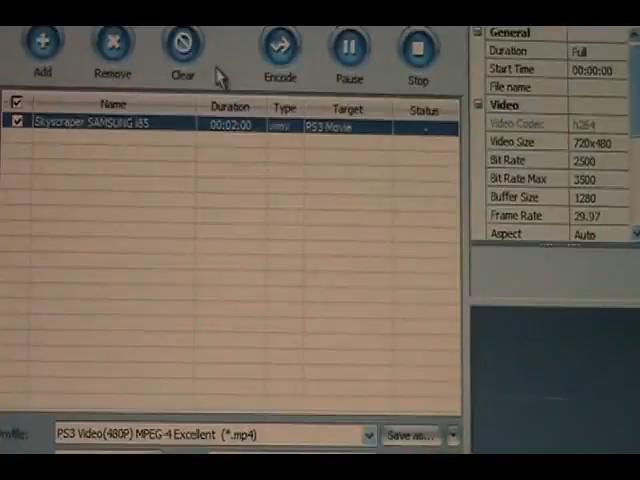 Add Remove Clear Encode Pause Stop
Name Duration Type Target Status
Skyscraper SAMSUNG i85 00:02:00 wmv PS3 Movie -
General
Duration Full
Start Time 00:00:00
File name
Video
Video Codec h264
Video Size 720x480
Bit Rate 2500
Bit Rate Max 3500
Buffer Size 1280
Frame Rate 29.97
Aspect Auto
PS3 Video(480P) MPEG-4 Excellent (*.mp4) Save as...